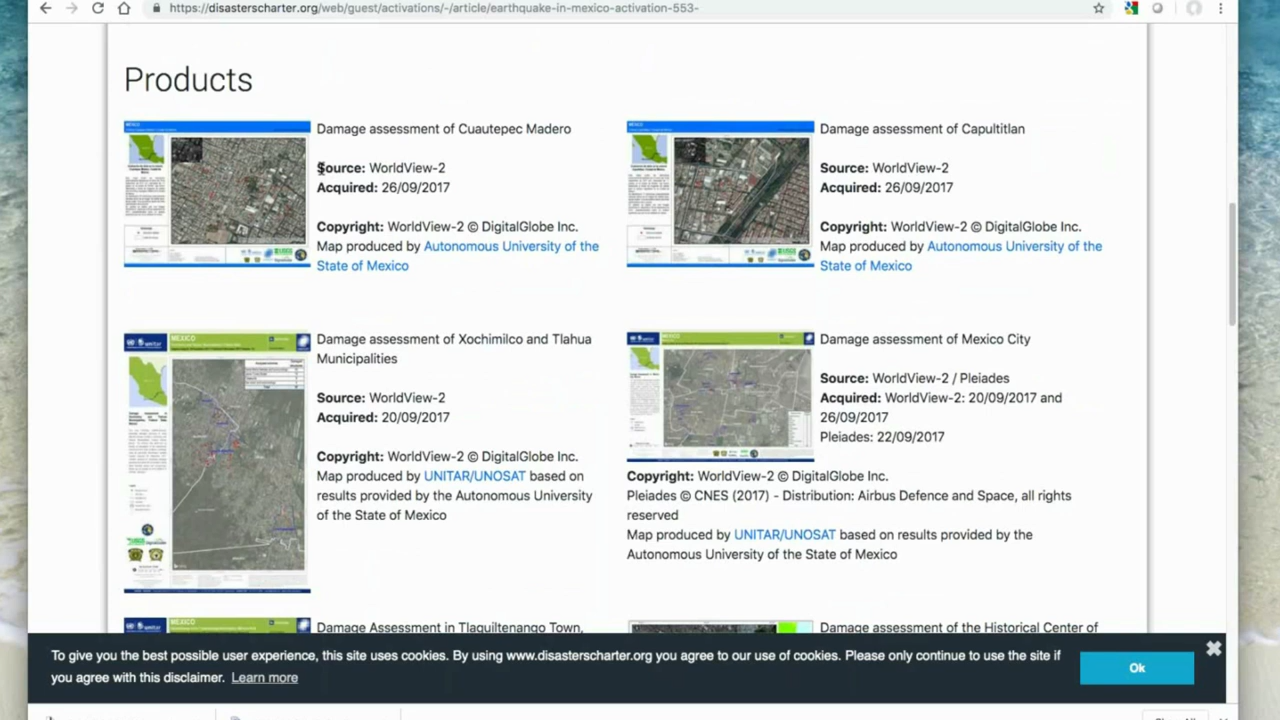 https://disasterscharter.org/web/guest/activations/-/article/earthquake-in-mexico-activation-553-
Products
Damage assessment of Cuautepec Madero
Source: WorldView-2
Acquired: 26/09/2017
Copyright: WorldView-2 © DigitalGlobe Inc.
Map produced by Autonomous University of the
State of Mexico
Damage assessment of Capultitlan
Source: WorldView-2
Acquired: 26/09/2017
Copyright: WorldView-2 © DigitalGlobe Inc.
Map produced by Autonomous University of the
State of Mexico
MEXICO
Damage assessment of Xochimilco and Tlahua
Municipalities
Source: WorldView-2
Acquired: 20/09/2017
Copyright: WorldView-2 © DigitalGlobe Inc.
Map produced by UNITAR/UNOSAT based on
results provided by the Autonomous University
of the State of Mexico
MEXICO
Damage assessment of Mexico City
Source: WorldView-2 / Pleiades
Acquired: WorldView-2: 20/09/2017 and
26/09/2017
Pleiades: 22/09/2017
Copyright: WorldView-2 © DigitalGlobe Inc.
Pleiades © CNES (2017) - Distribution: Airbus Defence and Space, all rights
reserved
Map produced by UNITAR/UNOSAT based on results provided by the
Autonomous University of the State of Mexico
MEXICO
Damage Assessment in Tlaquiltenango Town,
Damage assessment of the Historical Center of
To give you the best possible user experience, this site uses cookies. By using www.disasterscharter.org you agree to our use of cookies. Please only continue to use the site if
you agree with this disclaimer. Learn more
Ok